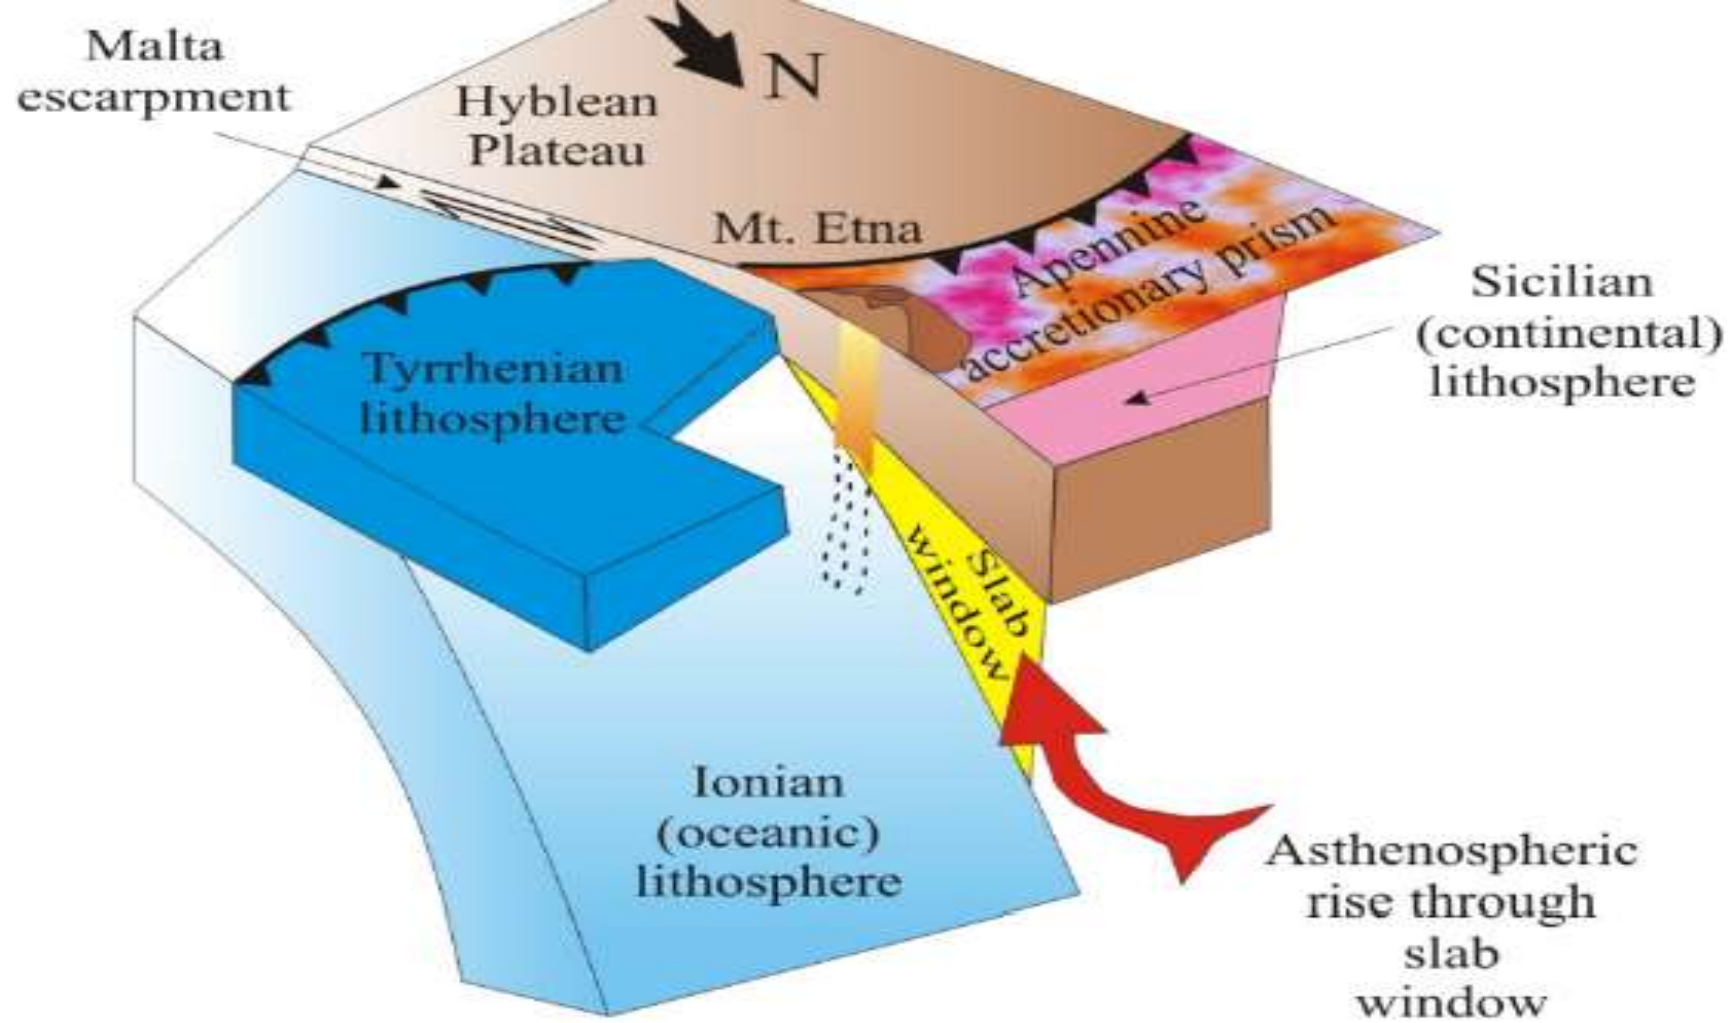 Malta
escarpment
N
Hyblean
Plateau
Mt. Etna
Apennine
accretionary prism
Sicilian
(continental)
lithosphere
Tyrrhenian
lithosphere
Slab
window
Ionian
(oceanic)
lithosphere
Asthenospheric
rise through
slab
window